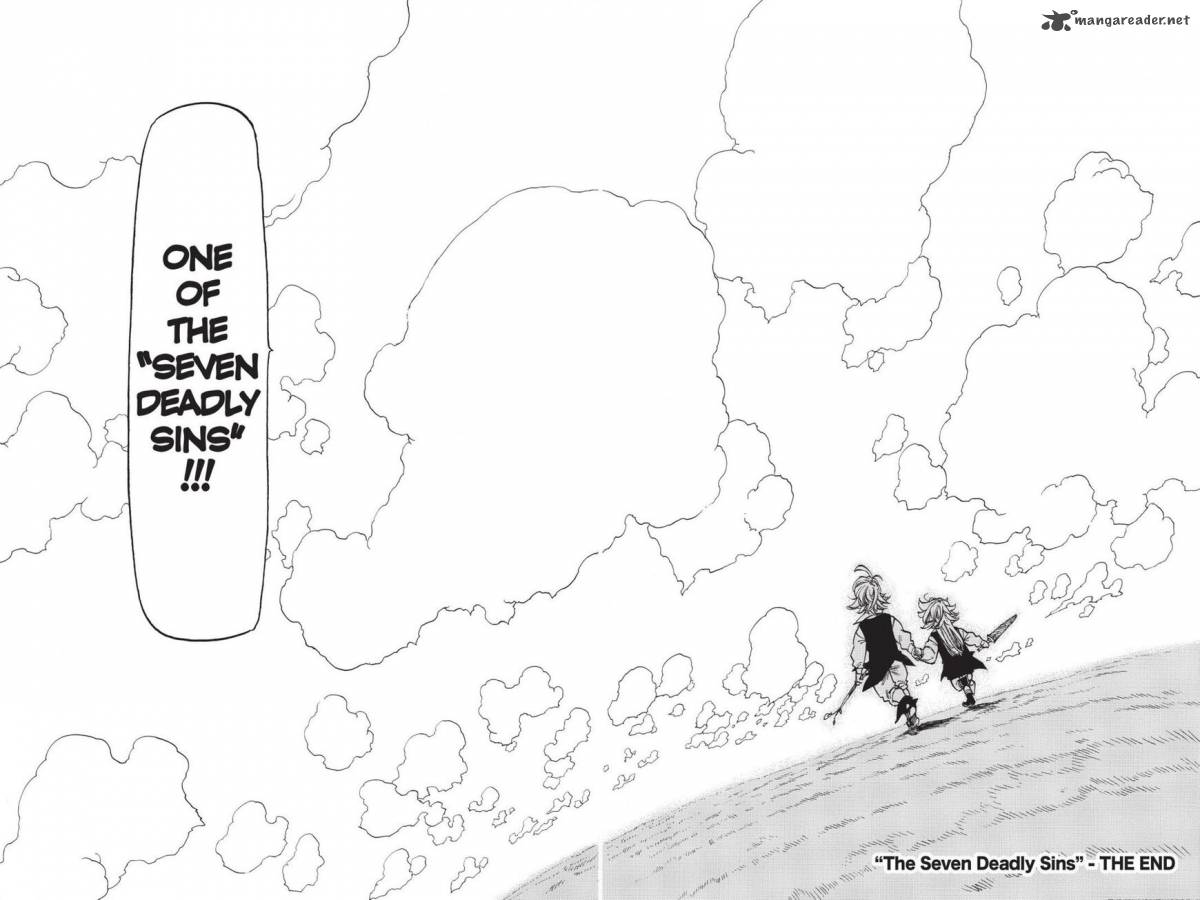 mangareader.net
ONE
OF
THE
"SEVEN
DEADLY
SINS"
!!!
“The Seven Deadly Sins” - THE END